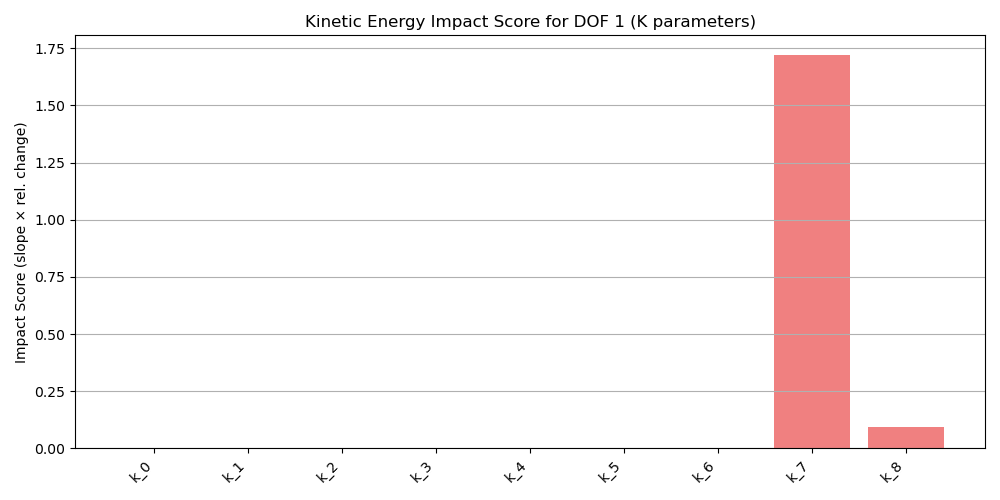 Kinetic Energy Impact Score for DOF 1 (K parameters)
Impact Score (slope × rel. change)
1.75
1.50
1.25
1.00
0.75
0.50
0.25
0.00
k_0 k_1 k_2 k_3 k_4 k_5 k_6 k_7 k_8